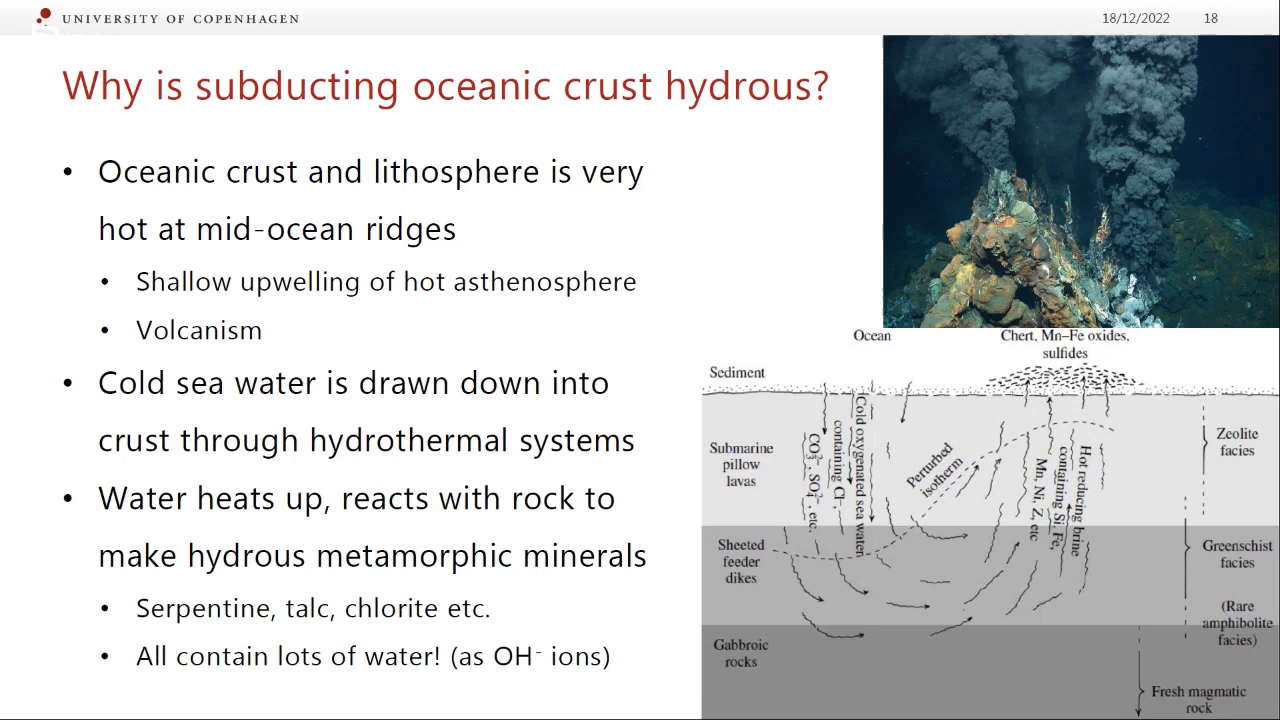 UNIVERSITY OF COPENHAGEN
18/12/2022 18
Why is subducting oceanic crust hydrous?
• Oceanic crust and lithosphere is very
hot at mid-ocean ridges
• Shallow upwelling of hot asthenosphere
• Volcanism
• Cold sea water is drawn down into
crust through hydrothermal systems
• Water heats up, reacts with rock to
make hydrous metamorphic minerals
• Serpentine, talc, chlorite etc.
• All contain lots of water! (as OH⁻ ions)
Ocean
Chert, Mn–Fe oxides,
sulfides
Sediment
Submarine
pillow
lavas
Sheeted
feeder
dikes
Gabbroic
rocks
Cold oxygenated sea water
containing Cl⁻,
CO₃²⁻, SO₄²⁻, etc.
Perturbed
isotherm
Hot reducing brine
containing Si, Fe,
Mn, Ni, Z, etc
Zeolite
facies
Greenschist
facies
(Rare
amphibolite
facies)
Fresh magmatic
rock